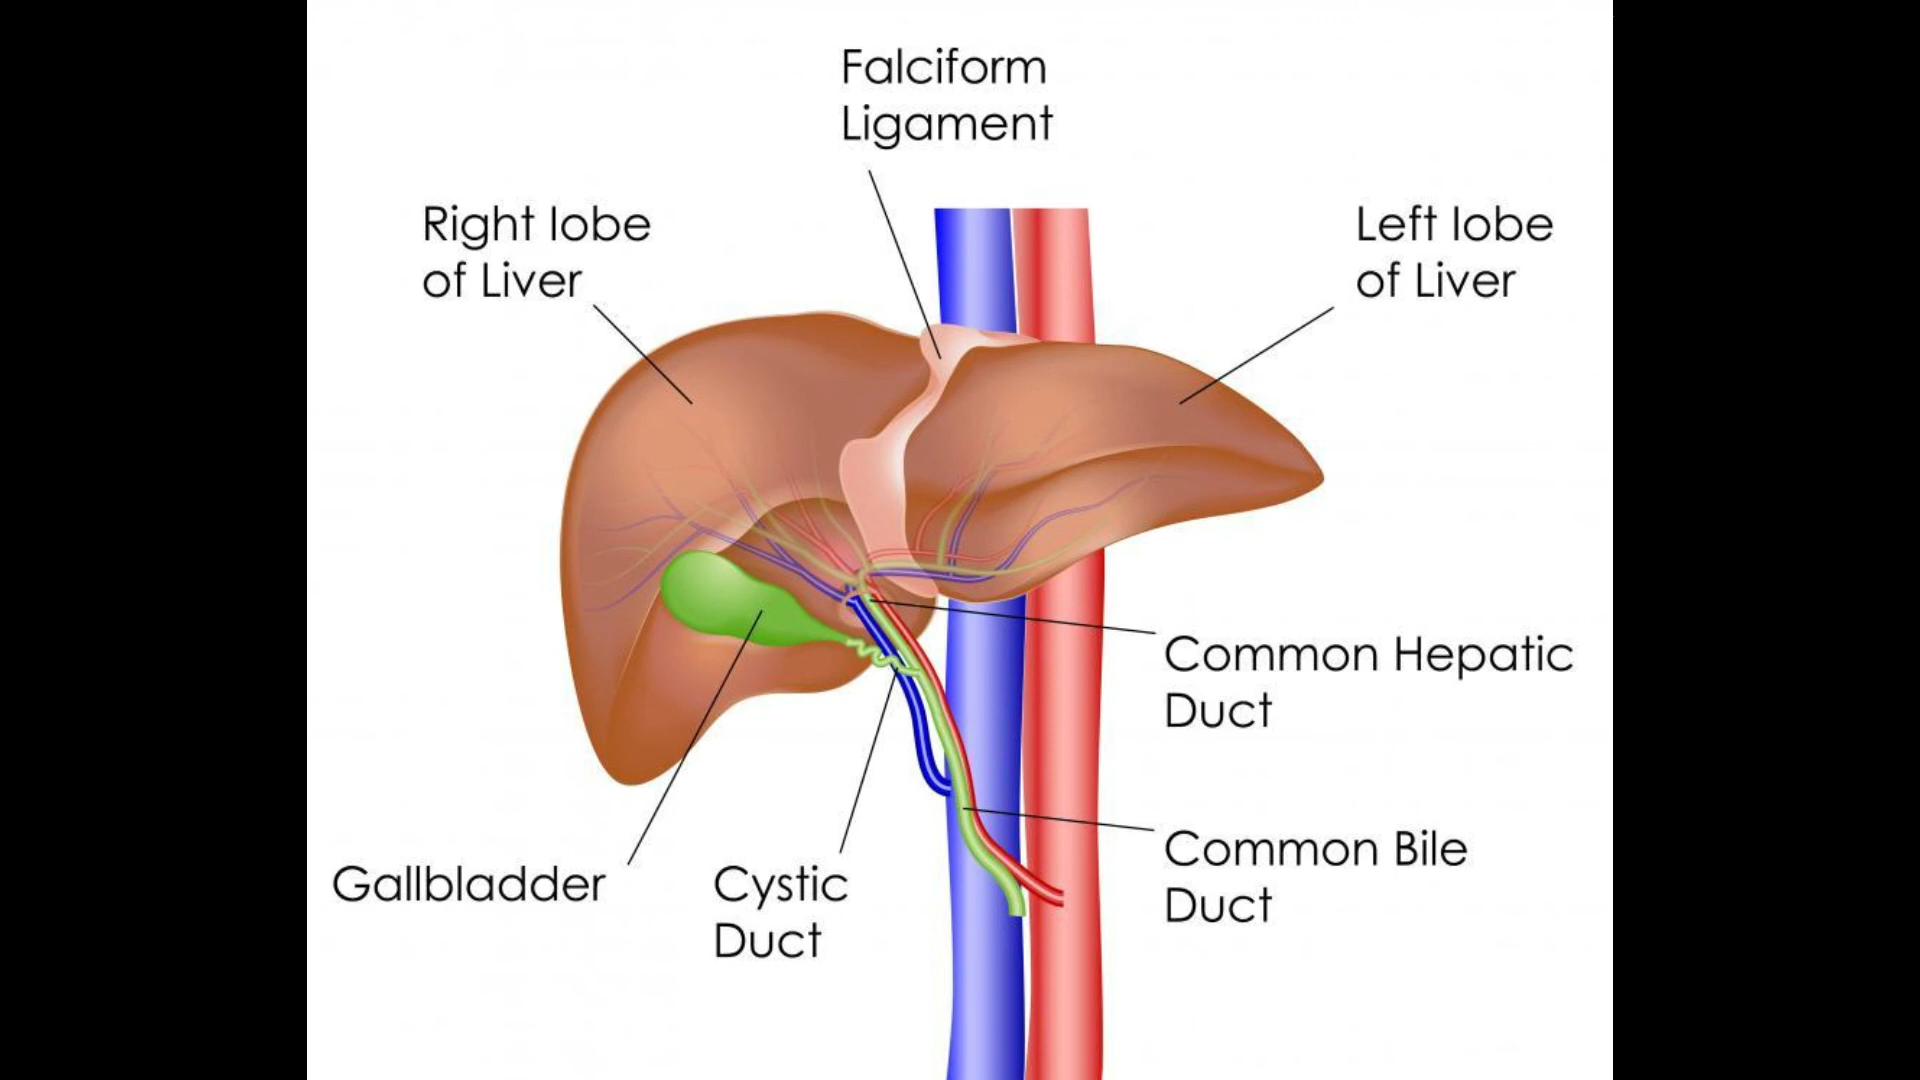 Falciform
Ligament
Right lobe
of Liver
Left lobe
of Liver
Common Hepatic
Duct
Common Bile
Duct
Gallbladder
Cystic
Duct